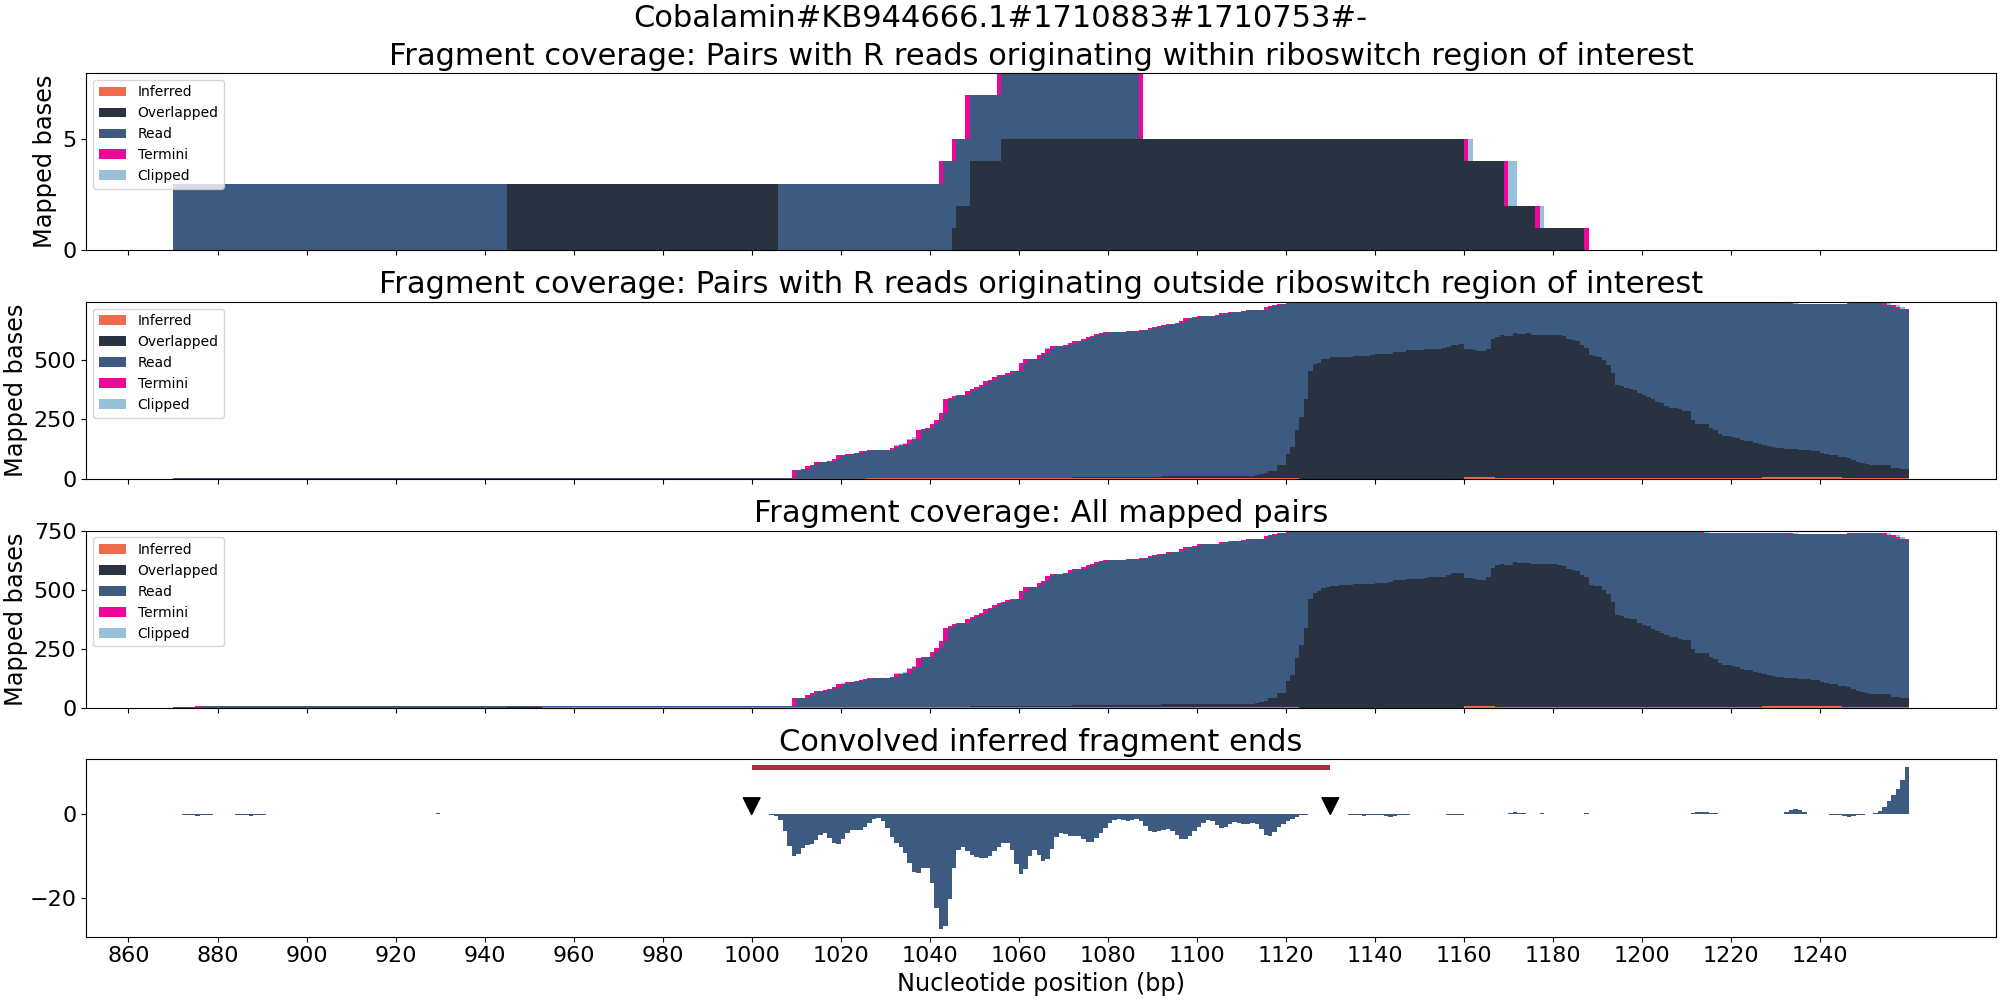 Cobalamin#KB944666.1#1710883#1710753#-
Fragment coverage: Pairs with R reads originating within riboswitch region of interest
Mapped bases
5
0
Inferred
Overlapped
Read
Termini
Clipped
Fragment coverage: Pairs with R reads originating outside riboswitch region of interest
Mapped bases
500
250
0
Inferred
Overlapped
Read
Termini
Clipped
Fragment coverage: All mapped pairs
Mapped bases
750
500
250
0
Inferred
Overlapped
Read
Termini
Clipped
Convolved inferred fragment ends
0
−20
860 880 900 920 940 960 980 1000 1020 1040 1060 1080 1100 1120 1140 1160 1180 1200 1220 1240
Nucleotide position (bp)